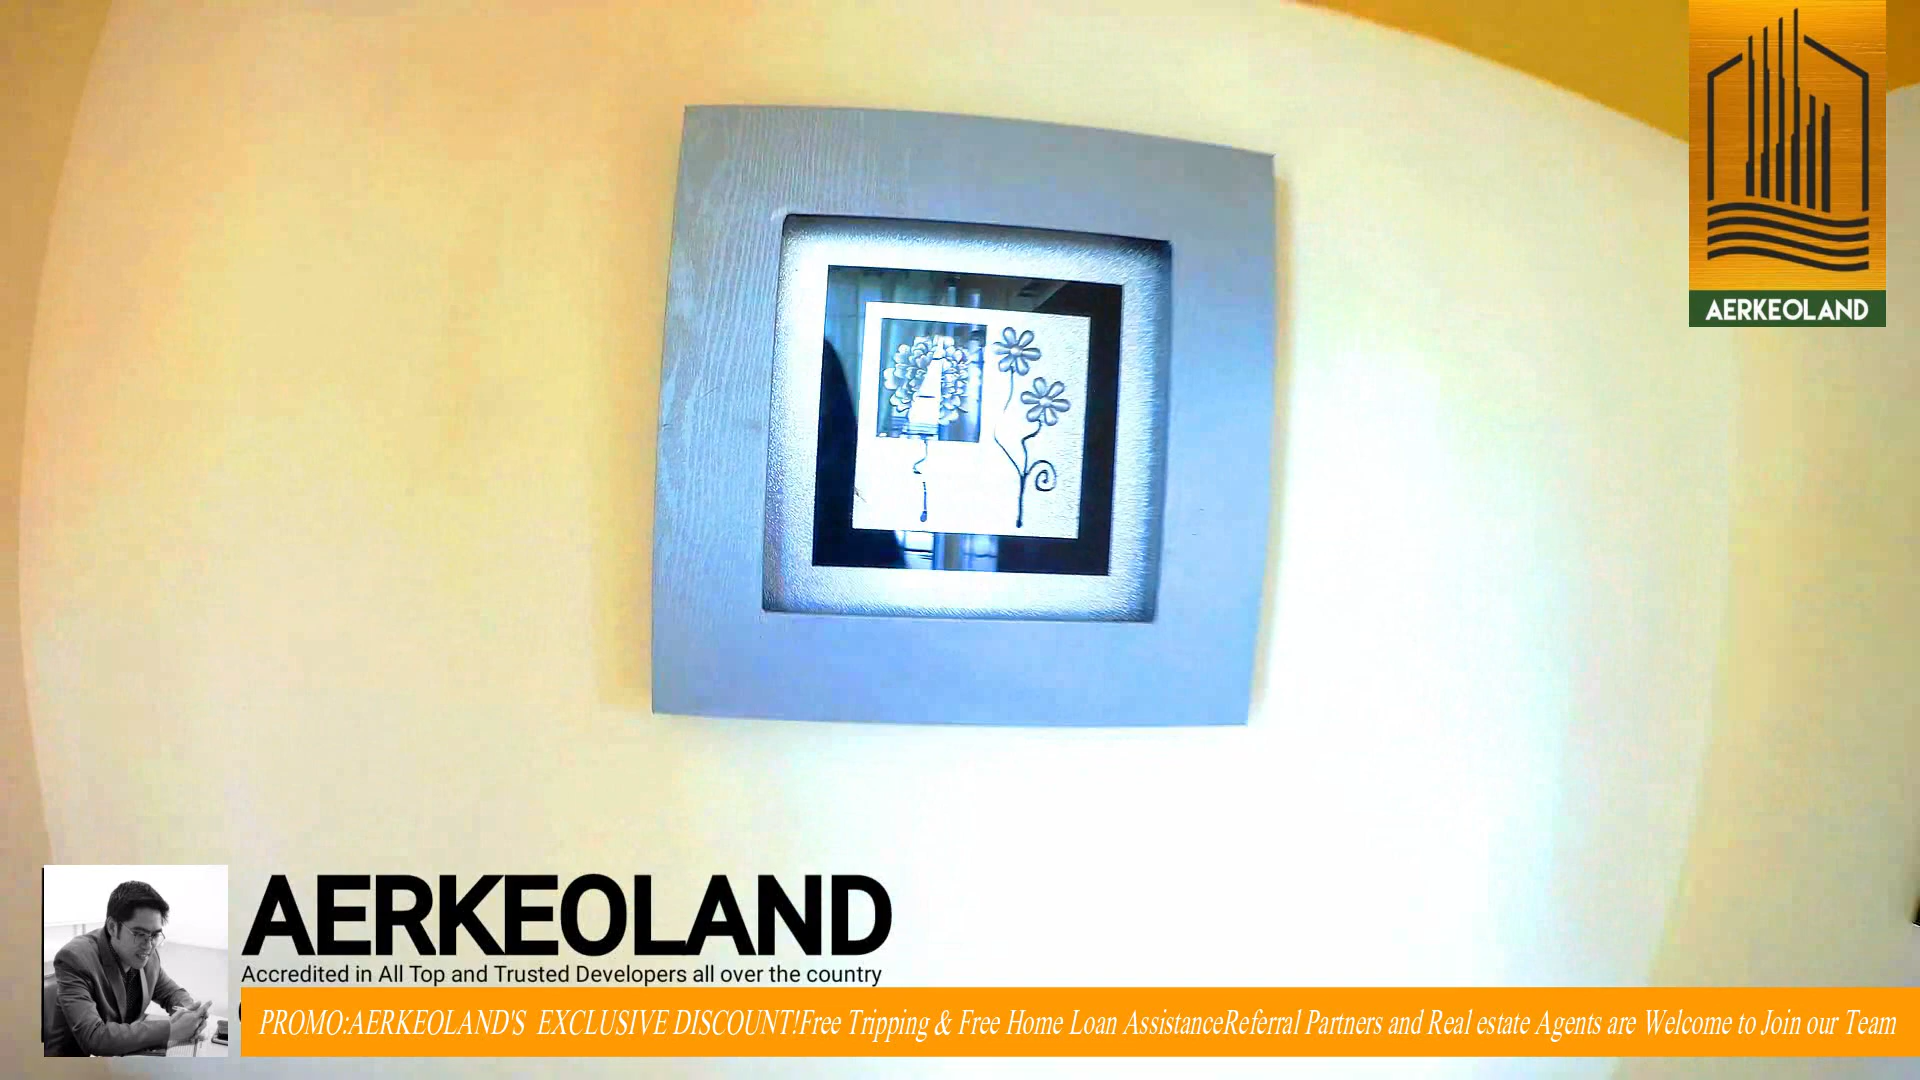 AERKEOLAND
AERKEOLAND
Accredited in All Top and Trusted Developers all over the country
PROMO:AERKEOLAND'S  EXCLUSIVE DISCOUNT!Free Tripping & Free Home Loan AssistanceReferral Partners and Real estate Agents are Welcome to Join our Team